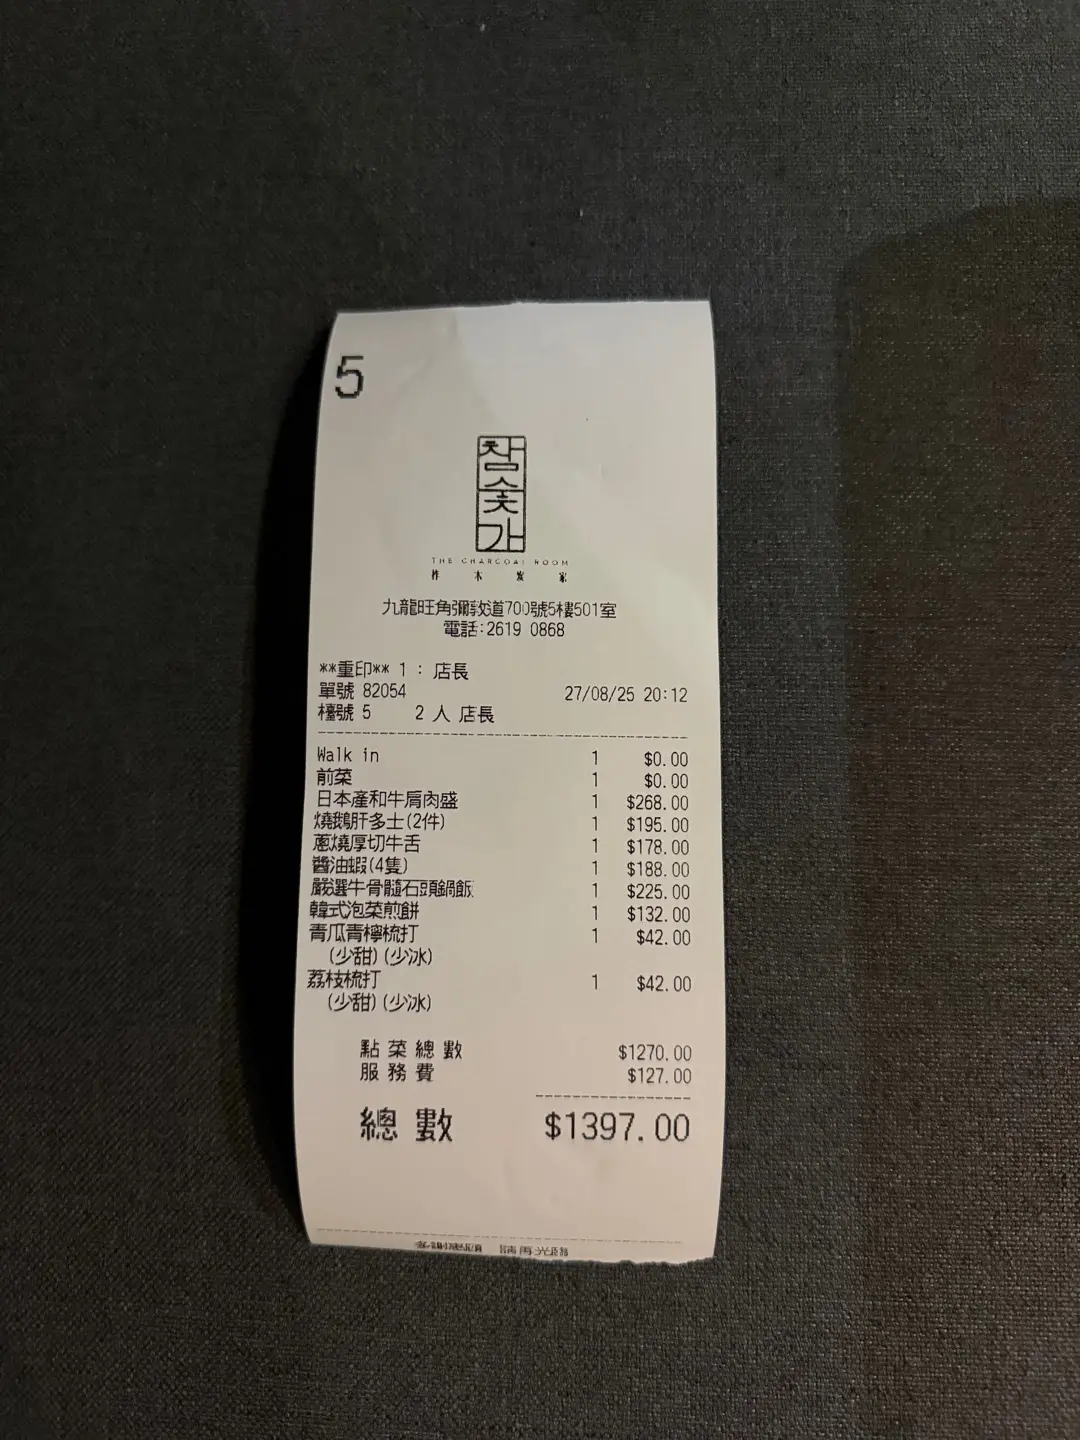 5
참
숯
가
THE CHARCOAL ROOM
柞 木 炭 家
九龍旺角彌敦道700號5樓501室
電話:2619 0868
**重印** 1 : 店長
單號 82054 27/08/25 20:12
檯號 5 2 人 店長
Walk in 1 $0.00
前菜 1 $0.00
日本產和牛肩肉盛 1 $268.00
燒鵝肝多士(2件) 1 $195.00
蔥燒厚切牛舌 1 $178.00
醬油蝦(4隻) 1 $188.00
嚴選牛骨髓石頭鍋飯 1 $225.00
韓式泡菜煎餅 1 $132.00
青瓜青檸梳打 1 $42.00
(少甜)(少冰)
荔枝梳打 1 $42.00
(少甜)(少冰)
點菜總數 $1270.00
服務費 $127.00
總數 $1397.00